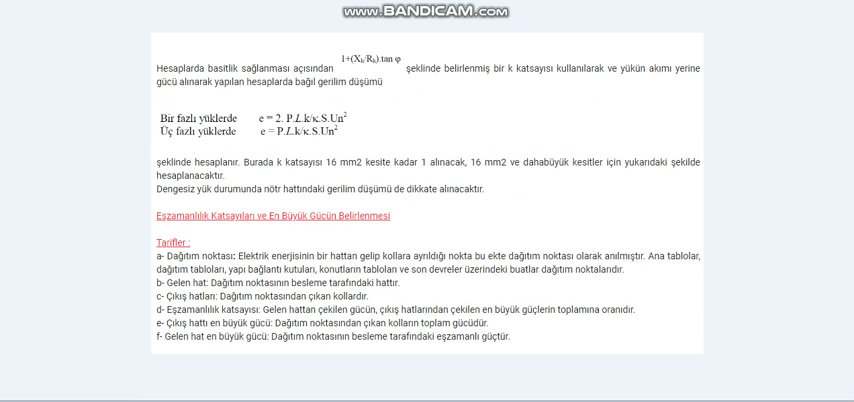 www.BANDICAM.com
Hesaplarda basitlik sağlanması açısından 1+(Xh/Rh).tan φ şeklinde belirlenmiş bir k katsayısı kullanılarak ve yükün akımı yerine
gücü alınarak yapılan hesaplarda bağıl gerilim düşümü
Bir fazlı yüklerde e = 2. P.L.k/κ.S.Un²
Üç fazlı yüklerde e = P.L.k/κ.S.Un²
şeklinde hesaplanır. Burada k katsayısı 16 mm2 kesite kadar 1 alınacak, 16 mm2 ve dahabüyük kesitler için yukarıdaki şekilde
hesaplanacaktır.
Dengesiz yük durumunda nötr hattındaki gerilim düşümü de dikkate alınacaktır.
Eşzamanlılık Katsayıları ve En Büyük Gücün Belirlenmesi
Tarifler :
a- Dağıtım noktası: Elektrik enerjisinin bir hattan gelip kollara ayrıldığı nokta bu ekte dağıtım noktası olarak anılmıştır. Ana tablolar,
dağıtım tabloları, yapı bağlantı kutuları, konutların tabloları ve son devreler üzerindeki buatlar dağıtım noktalarıdır.
b- Gelen hat: Dağıtım noktasının besleme tarafındaki hattır.
c- Çıkış hatları: Dağıtım noktasından çıkan kollardır.
d- Eşzamanlılık katsayısı: Gelen hattan çekilen gücün, çıkış hatlarından çekilen en büyük güçlerin toplamına oranıdır.
e- Çıkış hattı en büyük gücü: Dağıtım noktasından çıkan kolların toplam gücüdür.
f- Gelen hat en büyük gücü: Dağıtım noktasının besleme tarafındaki eşzamanlı güçtür.